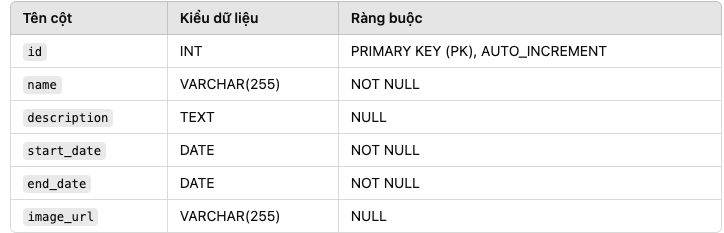 Tên cột Kiểu dữ liệu Ràng buộc
id INT PRIMARY KEY (PK), AUTO_INCREMENT
name VARCHAR(255) NOT NULL
description TEXT NULL
start_date DATE NOT NULL
end_date DATE NOT NULL
image_url VARCHAR(255) NULL